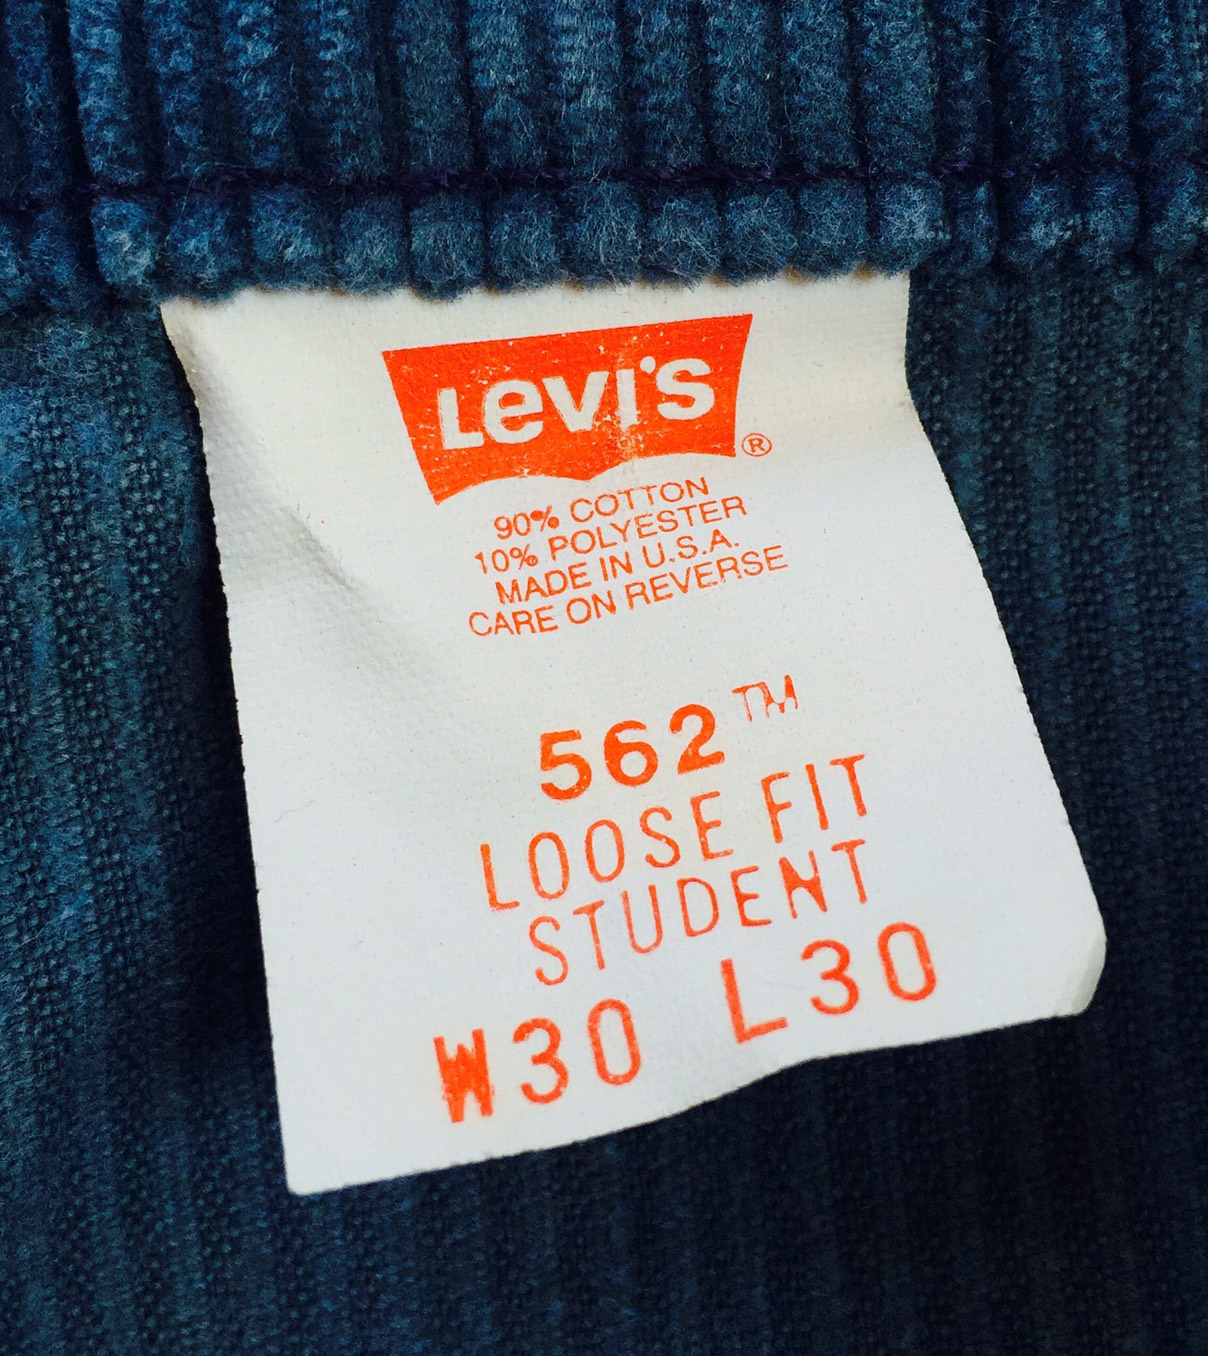 Levi's ®
90% COTTON
10% POLYESTER
MADE IN U.S.A.
CARE ON REVERSE
562™
LOOSE FIT
STUDENT
W30 L30